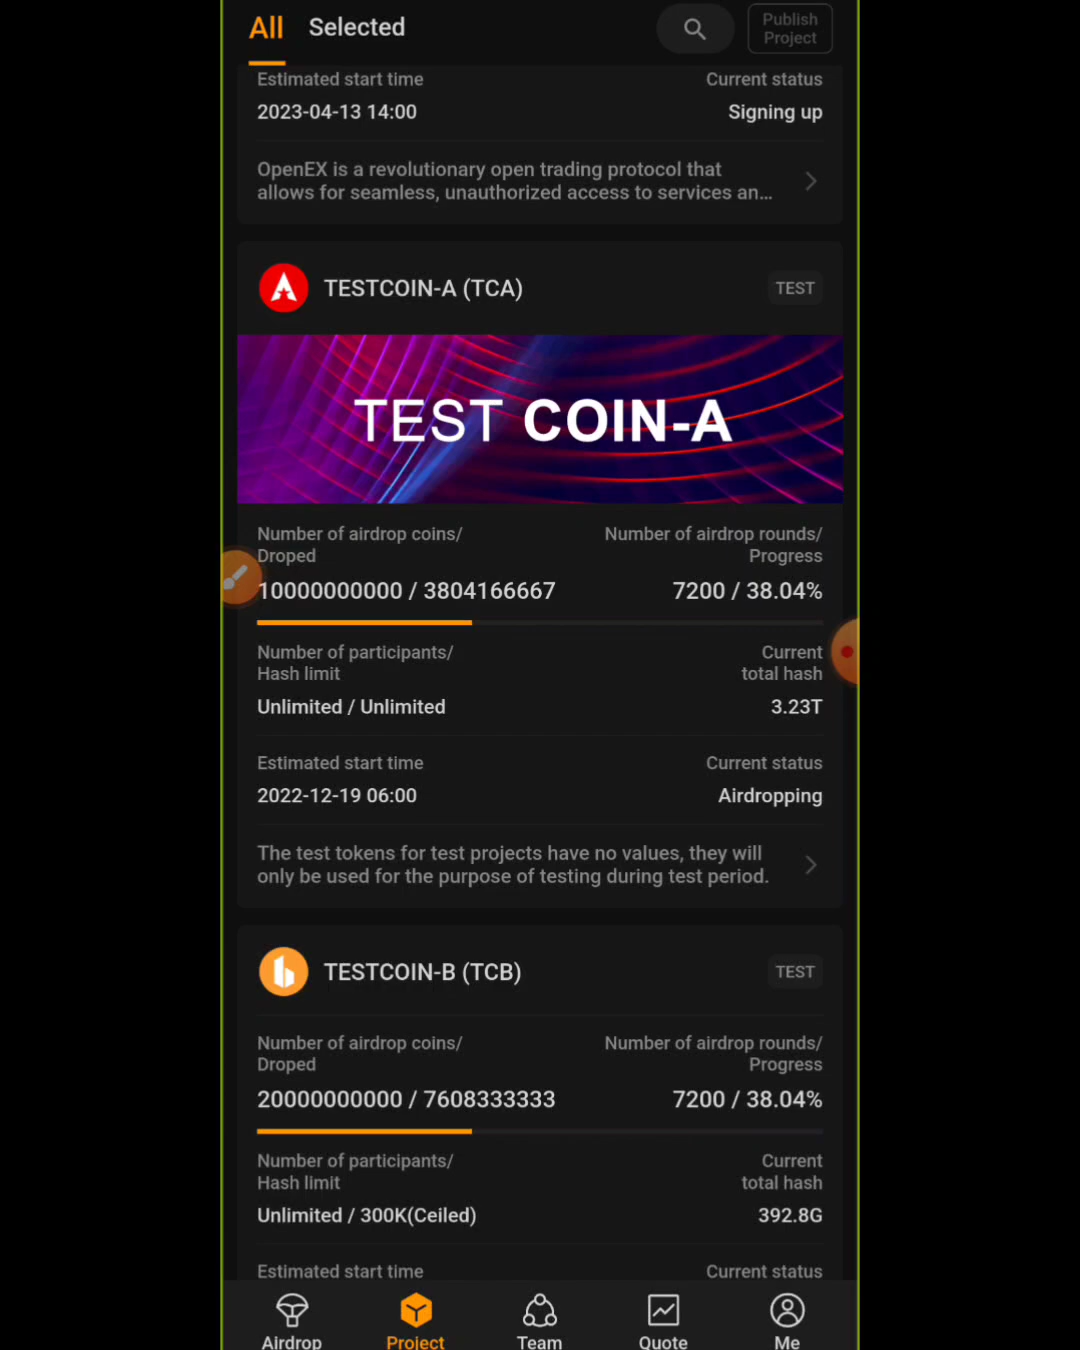 All Selected
Publish
Project
Estimated start time Current status
2023-04-13 14:00 Signing up
OpenEX is a revolutionary open trading protocol that
allows for seamless, unauthorized access to services an...
TESTCOIN-A (TCA) TEST
TEST COIN-A
Number of airdrop coins/ Number of airdrop rounds/
Droped Progress
10000000000 / 3804166667 7200 / 38.04%
Number of participants/ Current
Hash limit total hash
Unlimited / Unlimited 3.23T
Estimated start time Current status
2022-12-19 06:00 Airdropping
The test tokens for test projects have no values, they will
only be used for the purpose of testing during test period.
TESTCOIN-B (TCB) TEST
Number of airdrop coins/ Number of airdrop rounds/
Droped Progress
20000000000 / 7608333333 7200 / 38.04%
Number of participants/ Current
Hash limit total hash
Unlimited / 300K(Ceiled) 392.8G
Estimated start time Current status
Airdrop Project Team Quote Me